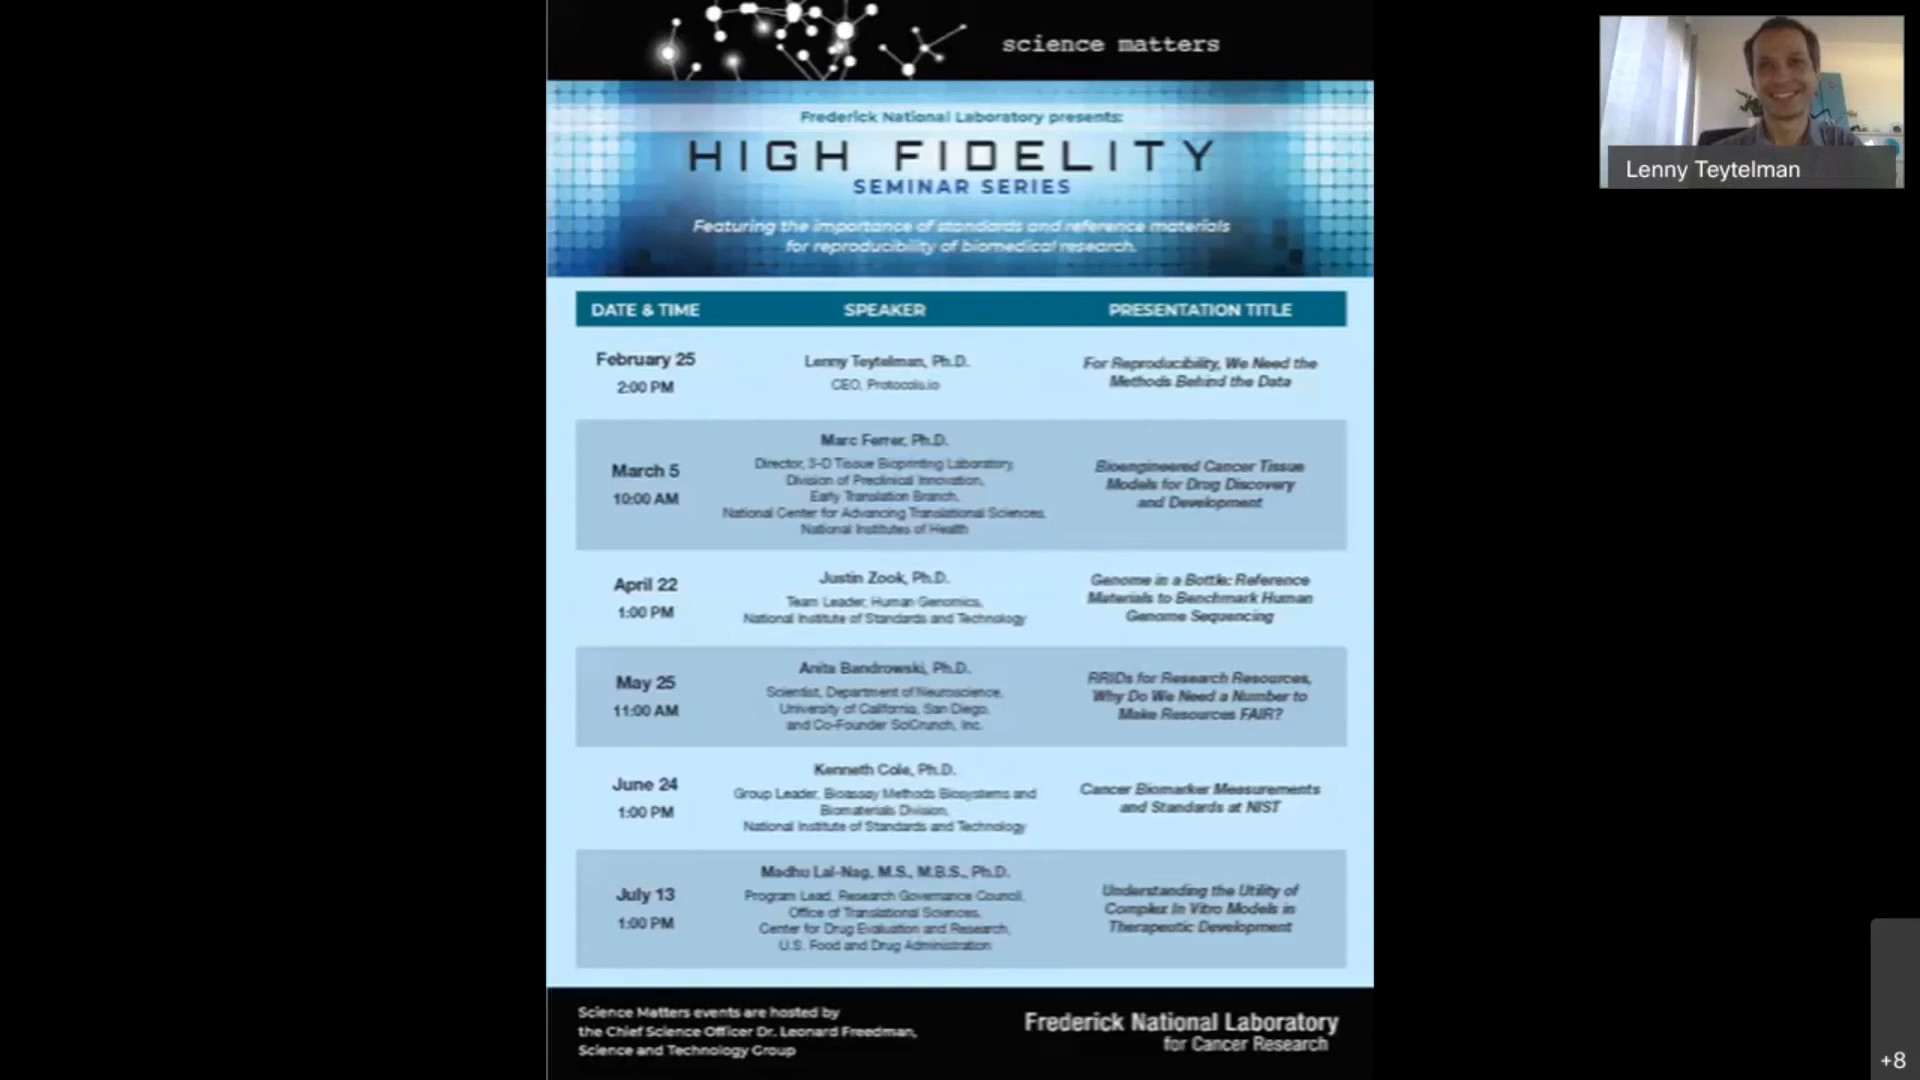 science matters
Lenny Teytelman
Frederick National Laboratory presents:
HIGH FIDELITY
SEMINAR SERIES
Featuring the importance of standards and reference materials
for reproducibility of biomedical research.
DATE & TIME SPEAKER PRESENTATION TITLE
February 25
2:00 PM
Lenny Teytelman, Ph.D.
CEO, Protocols.io
For Reproducibility, We Need the
Methods Behind the Data
March 5
10:00 AM
Marc Ferrer, Ph.D.
Director, 3-D Tissue Bioprinting Laboratory,
Division of Preclinical Innovation,
Early Translation Branch,
National Center for Advancing Translational Sciences,
National Institutes of Health
Bioengineered Cancer Tissue
Models for Drug Discovery
and Development
April 22
1:00 PM
Justin Zook, Ph.D.
Team Leader, Human Genomics,
National Institute of Standards and Technology
Genome in a Bottle: Reference
Materials to Benchmark Human
Genome Sequencing
May 25
11:00 AM
Anita Bandrowski, Ph.D.
Scientist, Department of Neuroscience,
University of California, San Diego,
and Co-Founder SciCrunch, Inc.
RRIDs for Research Resources,
Why Do We Need a Number to
Make Resources FAIR?
June 24
1:00 PM
Kenneth Cole, Ph.D.
Group Leader, Bioassay Methods Biosystems and
Biomaterials Division,
National Institute of Standards and Technology
Cancer Biomarker Measurements
and Standards at NIST
July 13
1:00 PM
Madhu Lal-Nag, M.S., M.B.S., Ph.D.
Program Lead, Research Governance Council,
Office of Translational Sciences,
Center for Drug Evaluation and Research,
U.S. Food and Drug Administration
Understanding the Utility of
Complex In Vitro Models in
Therapeutic Development
Science Matters events are hosted by
the Chief Science Officer Dr. Leonard Freedman,
Science and Technology Group
Frederick National Laboratory
for Cancer Research
+8